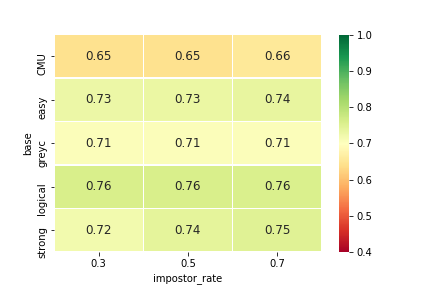 CMU 0.65 0.65 0.66
easy 0.73 0.73 0.74
greyc 0.71 0.71 0.71
logical 0.76 0.76 0.76
strong 0.72 0.74 0.75
base
0.3 0.5 0.7
impostor_rate
1.0
0.9
0.8
0.7
0.6
0.5
0.4